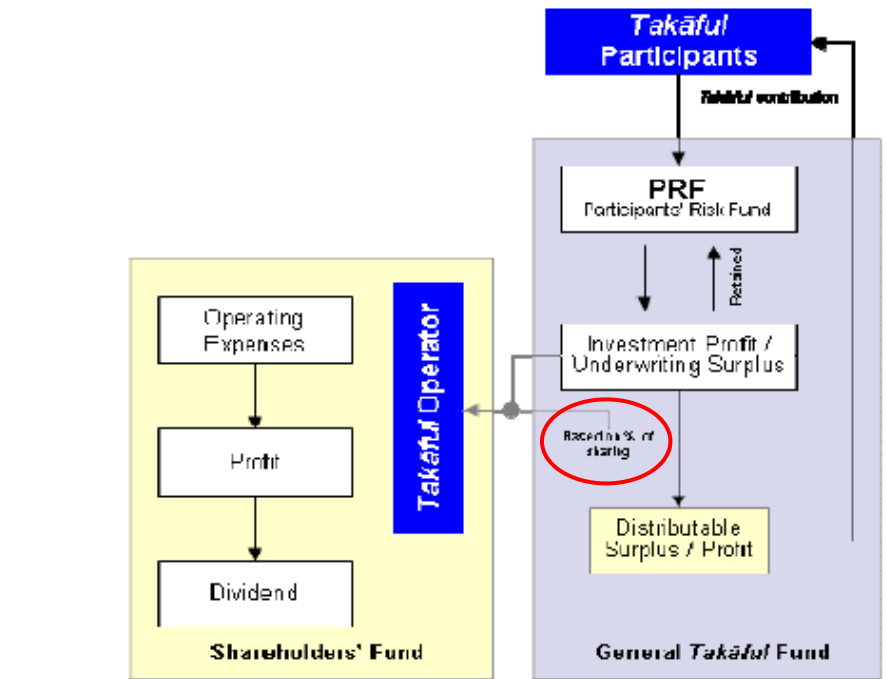 Takāful
Participants
Takāful contribution
PRF
Participants' Risk Fund
Retained
Investment Profit /
Underwriting Surplus
Based on % of
sharing
Distributable
Surplus / Profit
General Takāful Fund
Takaful Operator
Operating
Expenses
Profit
Dividend
Shareholders' Fund